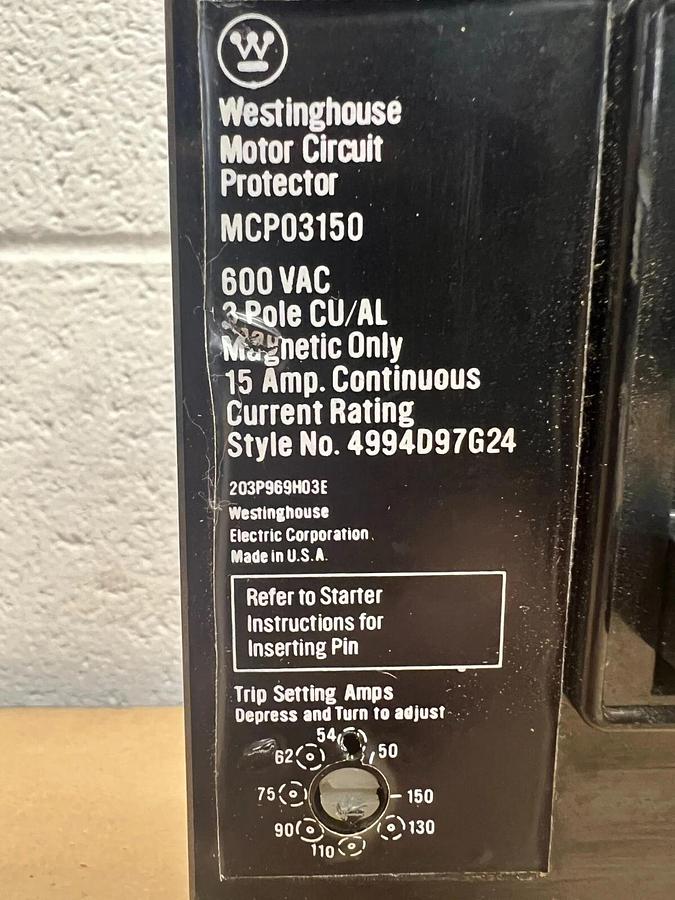 W
Westinghouse
Motor Circuit
Protector
MCP03150
600 VAC
3 Pole CU/AL
Magnetic Only
15 Amp. Continuous
Current Rating
Style No. 4994D97G24
203P969H03E
Westinghouse
Electric Corporation
Made in U.S.A.
Refer to Starter
Instructions for
Inserting Pin
Trip Setting Amps
Depress and Turn to adjust
54
62 50
75 150
90 130
110